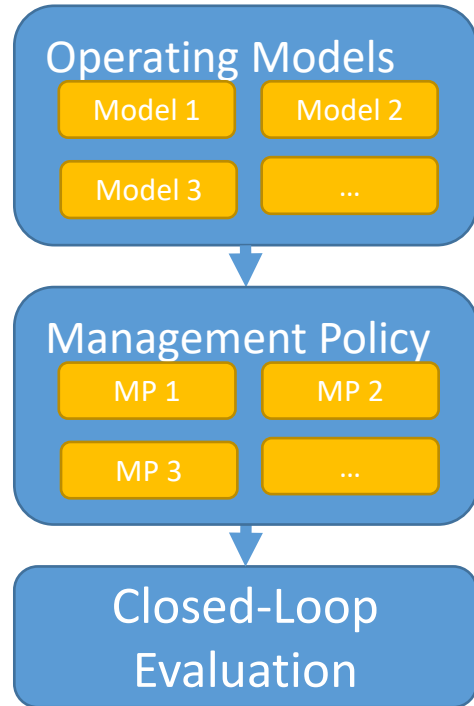 Operating Models
Model 1
Model 2
Model 3
...
Management Policy
MP 1
MP 2
MP 3
...
Closed-Loop
Evaluation